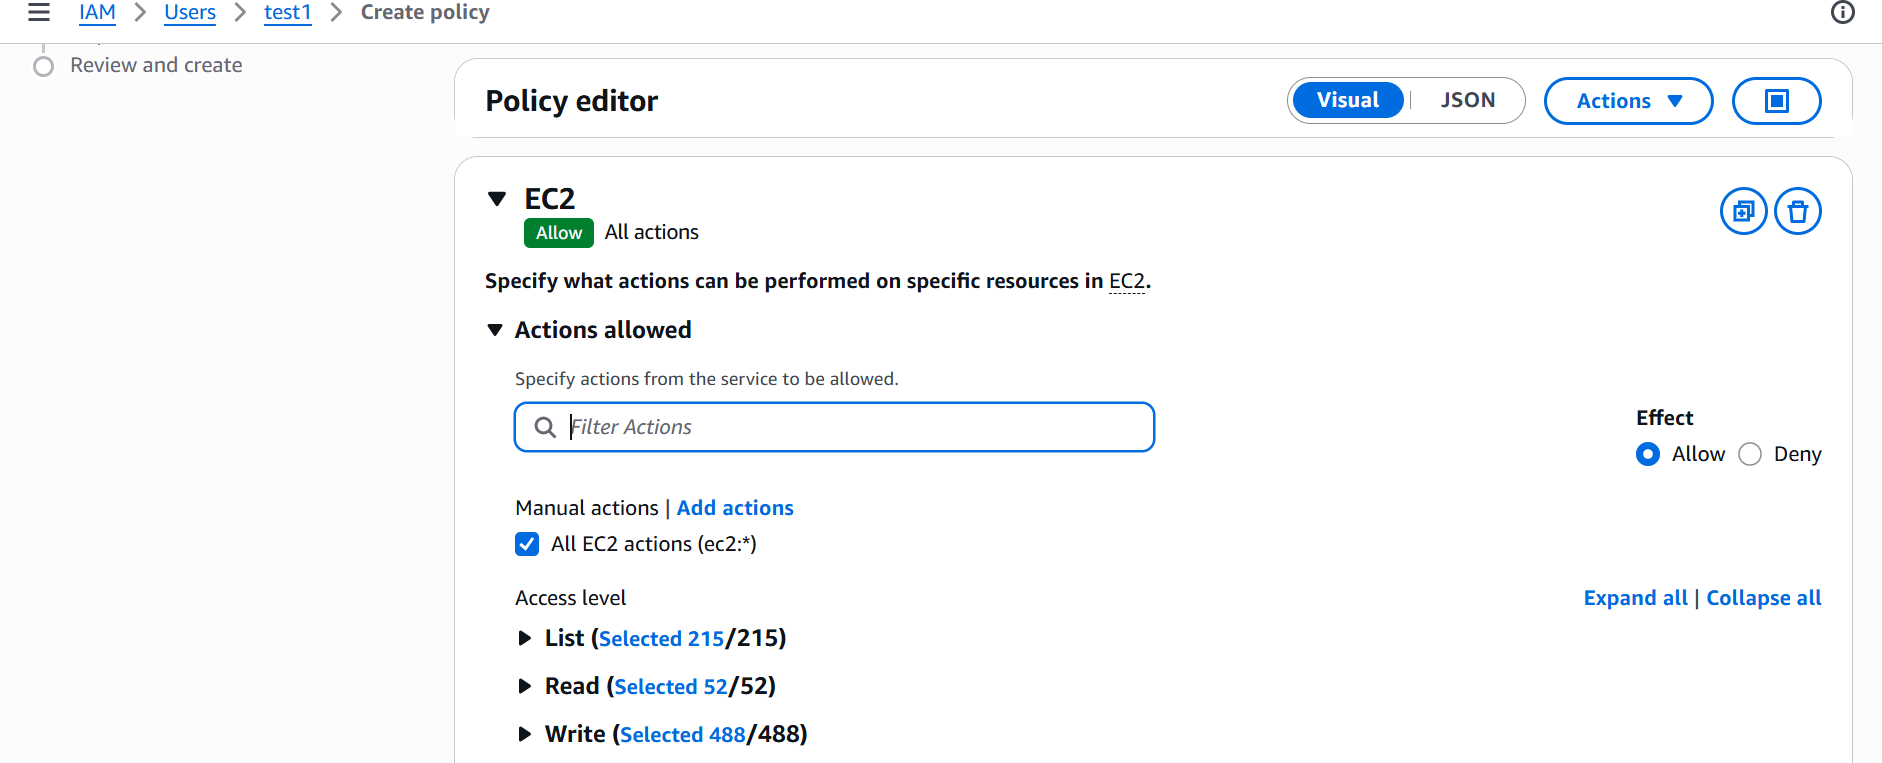 IAM > Users > test1 > Create policy
Review and create
Policy editor
Visual | JSON
Actions
EC2
Allow All actions
Specify what actions can be performed on specific resources in EC2.
Actions allowed
Specify actions from the service to be allowed.
Filter Actions
Effect
Allow Deny
Manual actions | Add actions
All EC2 actions (ec2:*)
Access level
Expand all | Collapse all
List (Selected 215/215)
Read (Selected 52/52)
Write (Selected 488/488)